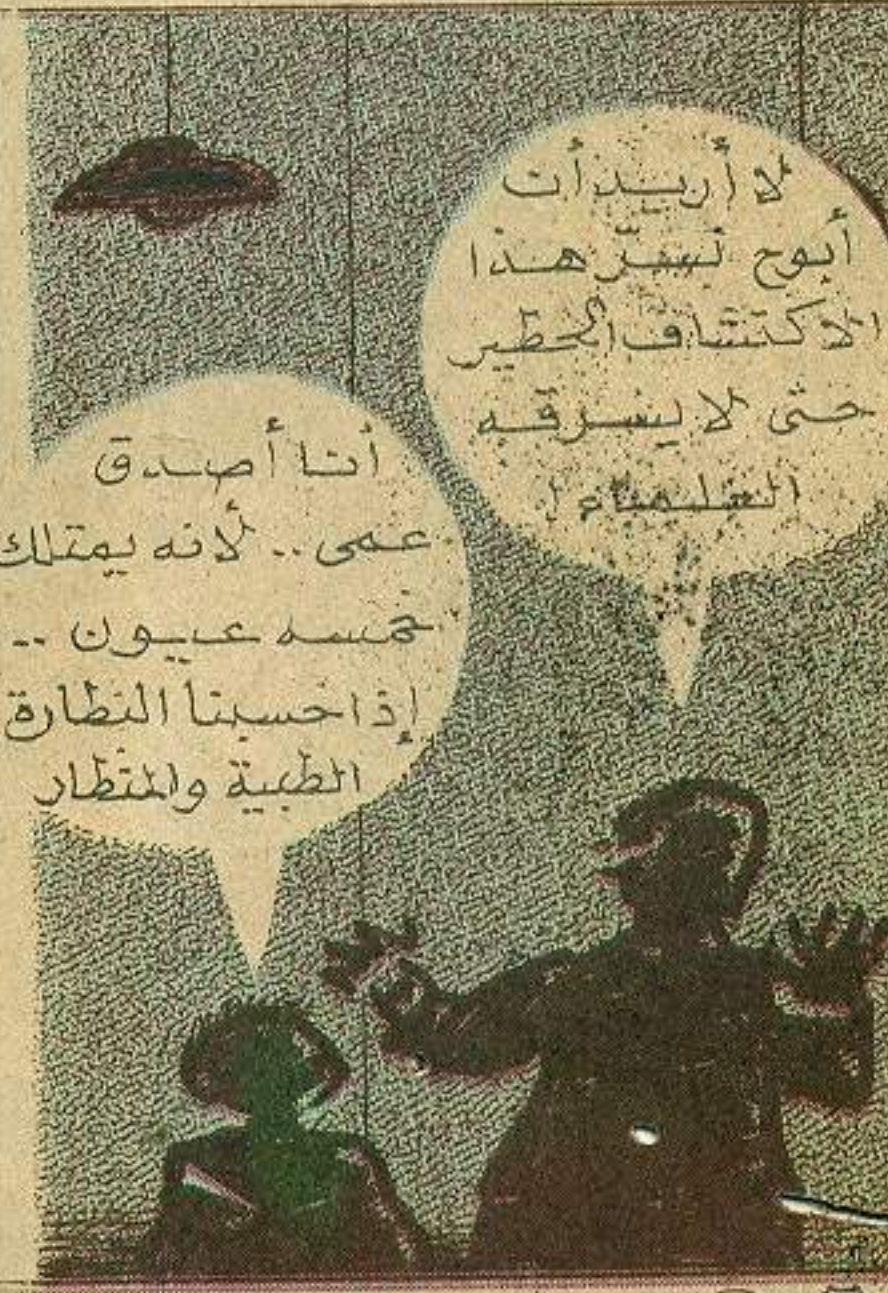 لا أريد أن
أبوح بسرّ هذا
الاكتشاف الخطير
حتى لا يسرقه
العلماء !
أنا أصدق
عمى .. لأنه يمتلك
خمسه عيون ..
إذا حسبنا النظارة
الطبية والمنظار